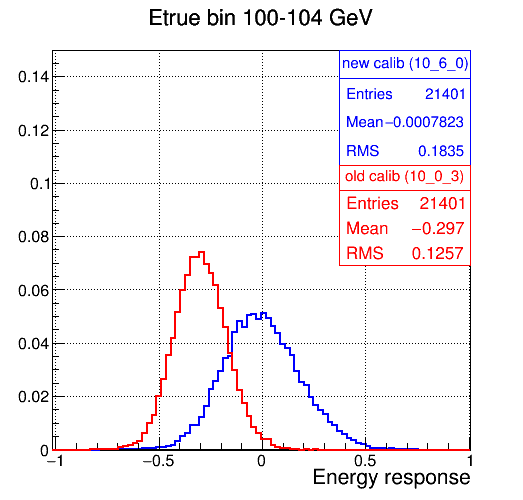 Etrue bin 100-104 GeV
new calib (10_6_0)
Entries 21401
Mean −0.0007823
RMS 0.1835
old calib (10_0_3)
Entries 21401
Mean −0.297
RMS 0.1257
0.14
0.12
0.1
0.08
0.06
0.04
0.02
0
−1 −0.5 0 0.5 1
Energy response